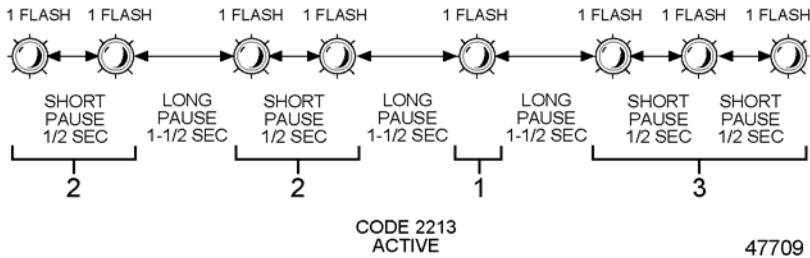 1 FLASH 1 FLASH 1 FLASH 1 FLASH 1 FLASH 1 FLASH 1 FLASH 1 FLASH
SHORT
PAUSE
1/2 SEC
LONG
PAUSE
1-1/2 SEC
SHORT
PAUSE
1/2 SEC
LONG
PAUSE
1-1/2 SEC
LONG
PAUSE
1-1/2 SEC
SHORT
PAUSE
1/2 SEC
SHORT
PAUSE
1/2 SEC
2 2 1 3
CODE 2213
ACTIVE
47709